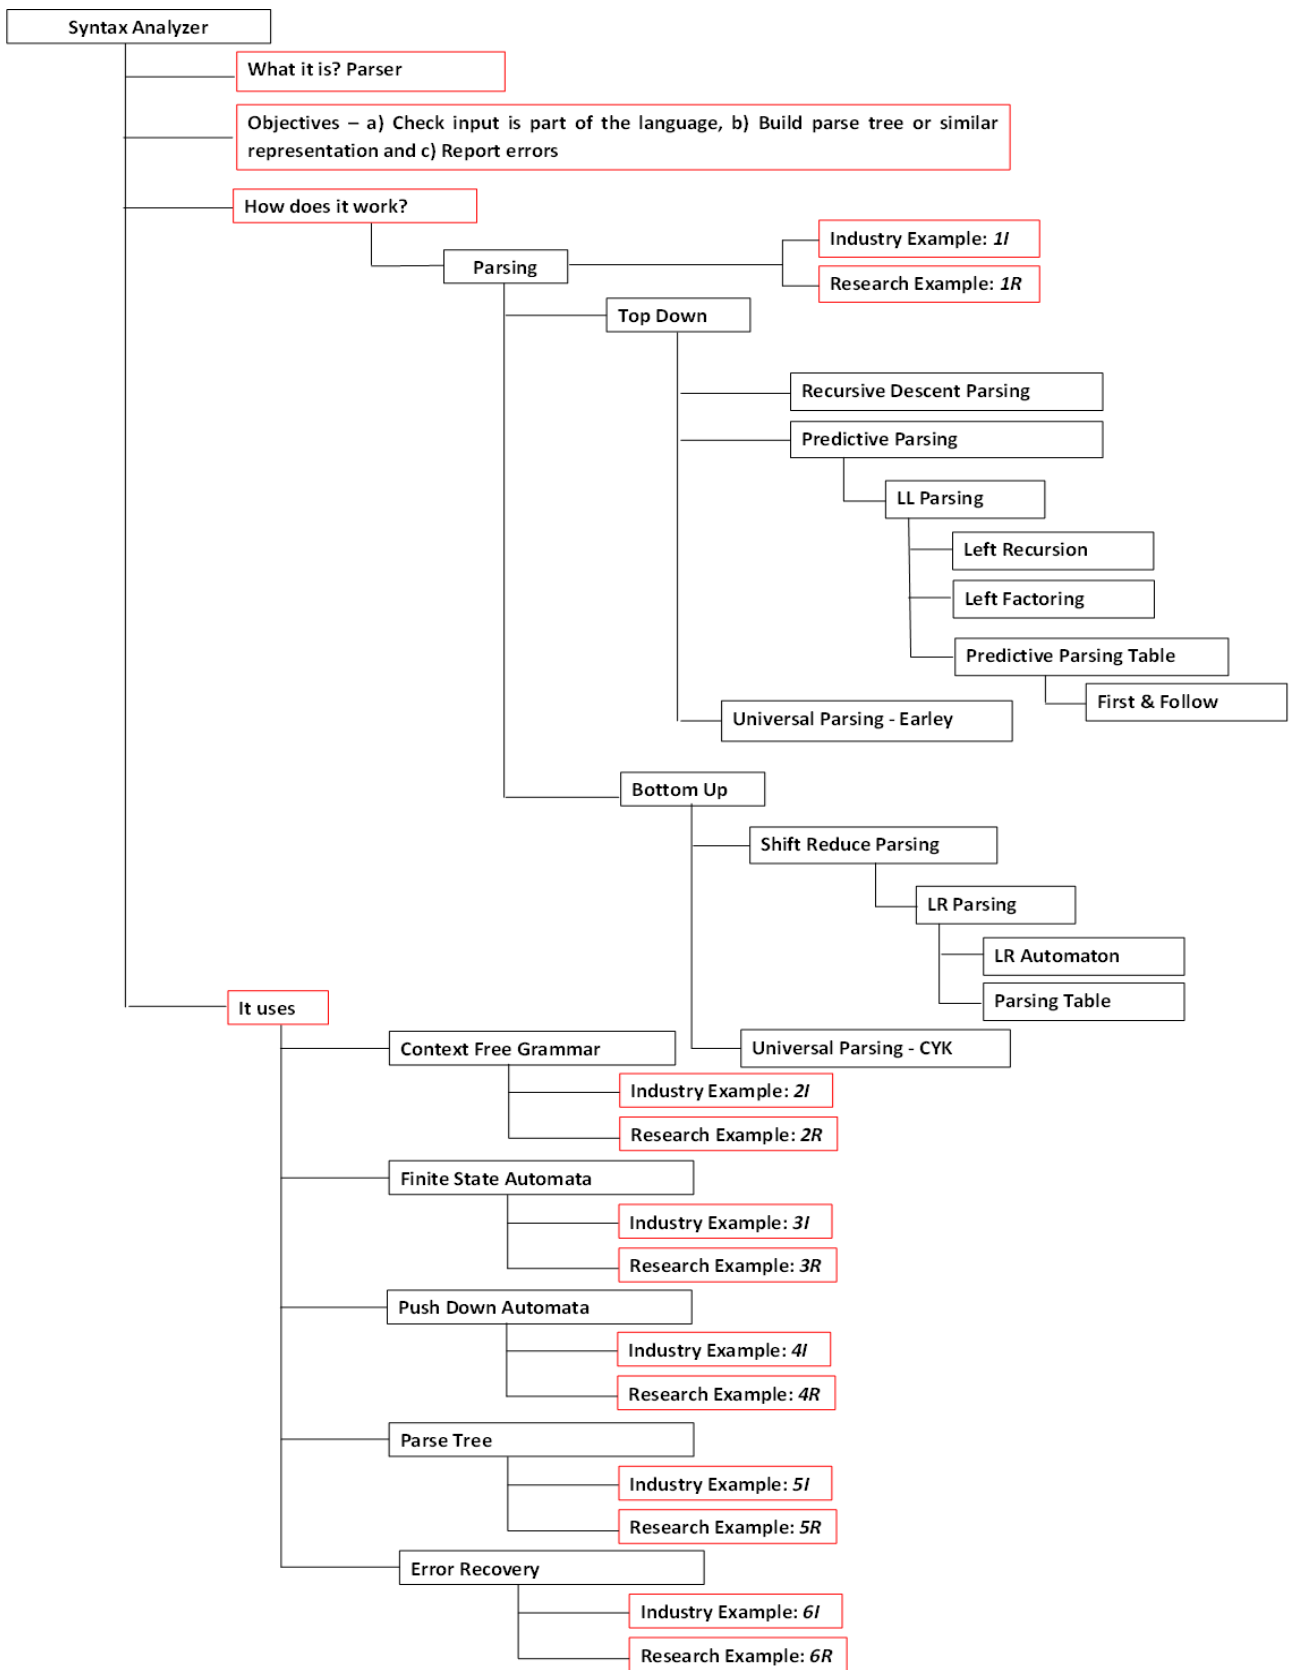 Syntax Analyzer
What it is? Parser
Objectives – a) Check input is part of the language, b) Build parse tree or similar
representation and c) Report errors
How does it work?
Industry Example: 1I
Parsing
Research Example: 1R
Top Down
Recursive Descent Parsing
Predictive Parsing
LL Parsing
Left Recursion
Left Factoring
Predictive Parsing Table
First & Follow
Universal Parsing - Earley
Bottom Up
Shift Reduce Parsing
LR Parsing
LR Automaton
Parsing Table
It uses
Context Free Grammar
Universal Parsing - CYK
Industry Example: 2I
Research Example: 2R
Finite State Automata
Industry Example: 3I
Research Example: 3R
Push Down Automata
Industry Example: 4I
Research Example: 4R
Parse Tree
Industry Example: 5I
Research Example: 5R
Error Recovery
Industry Example: 6I
Research Example: 6R